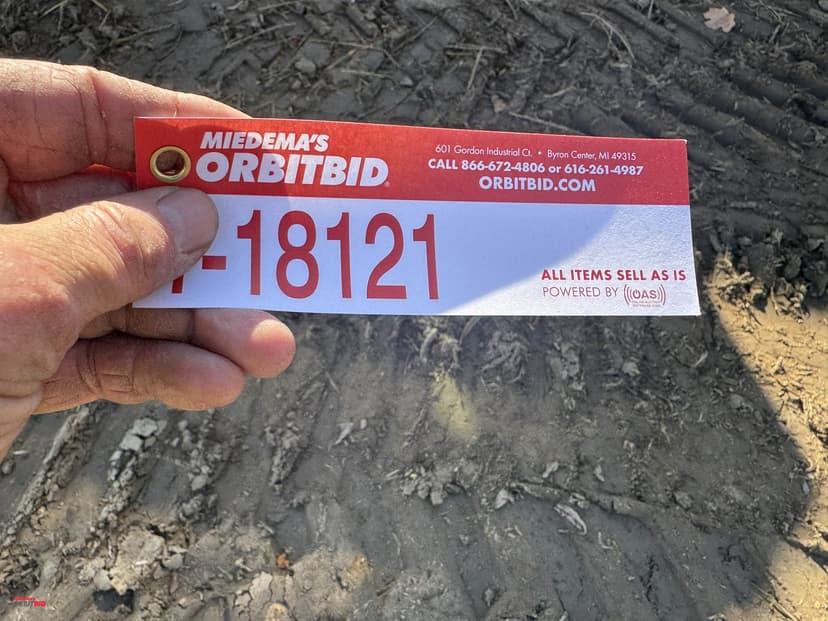 MIEDEMA'S
ORBITBID
601 Gordon Industrial Ct. • Byron Center, MI 49315
CALL 866-672-4806 or 616-261-4987
ORBITBID.COM
-18121
ALL ITEMS SELL AS IS
POWERED BY ((OAS))
ORBITBID